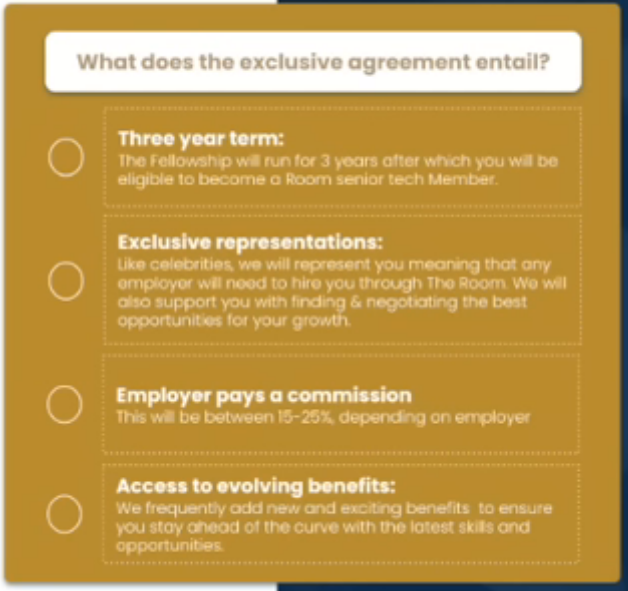 What does the exclusive agreement entail?
Three year term:
The Fellowship will run for 3 years after which you will be
eligible to become a Room senior tech Member.
Exclusive representations:
Like celebrities, we will represent you meaning that any
employer will need to hire you through The Room. We will
also support you with finding & negotiating the best
opportunities for your growth.
Employer pays a commission
This will be between 15-25%, depending on employer
Access to evolving benefits:
We frequently add new and exciting benefits to ensure
you stay ahead of the curve with the latest skills and
opportunities.